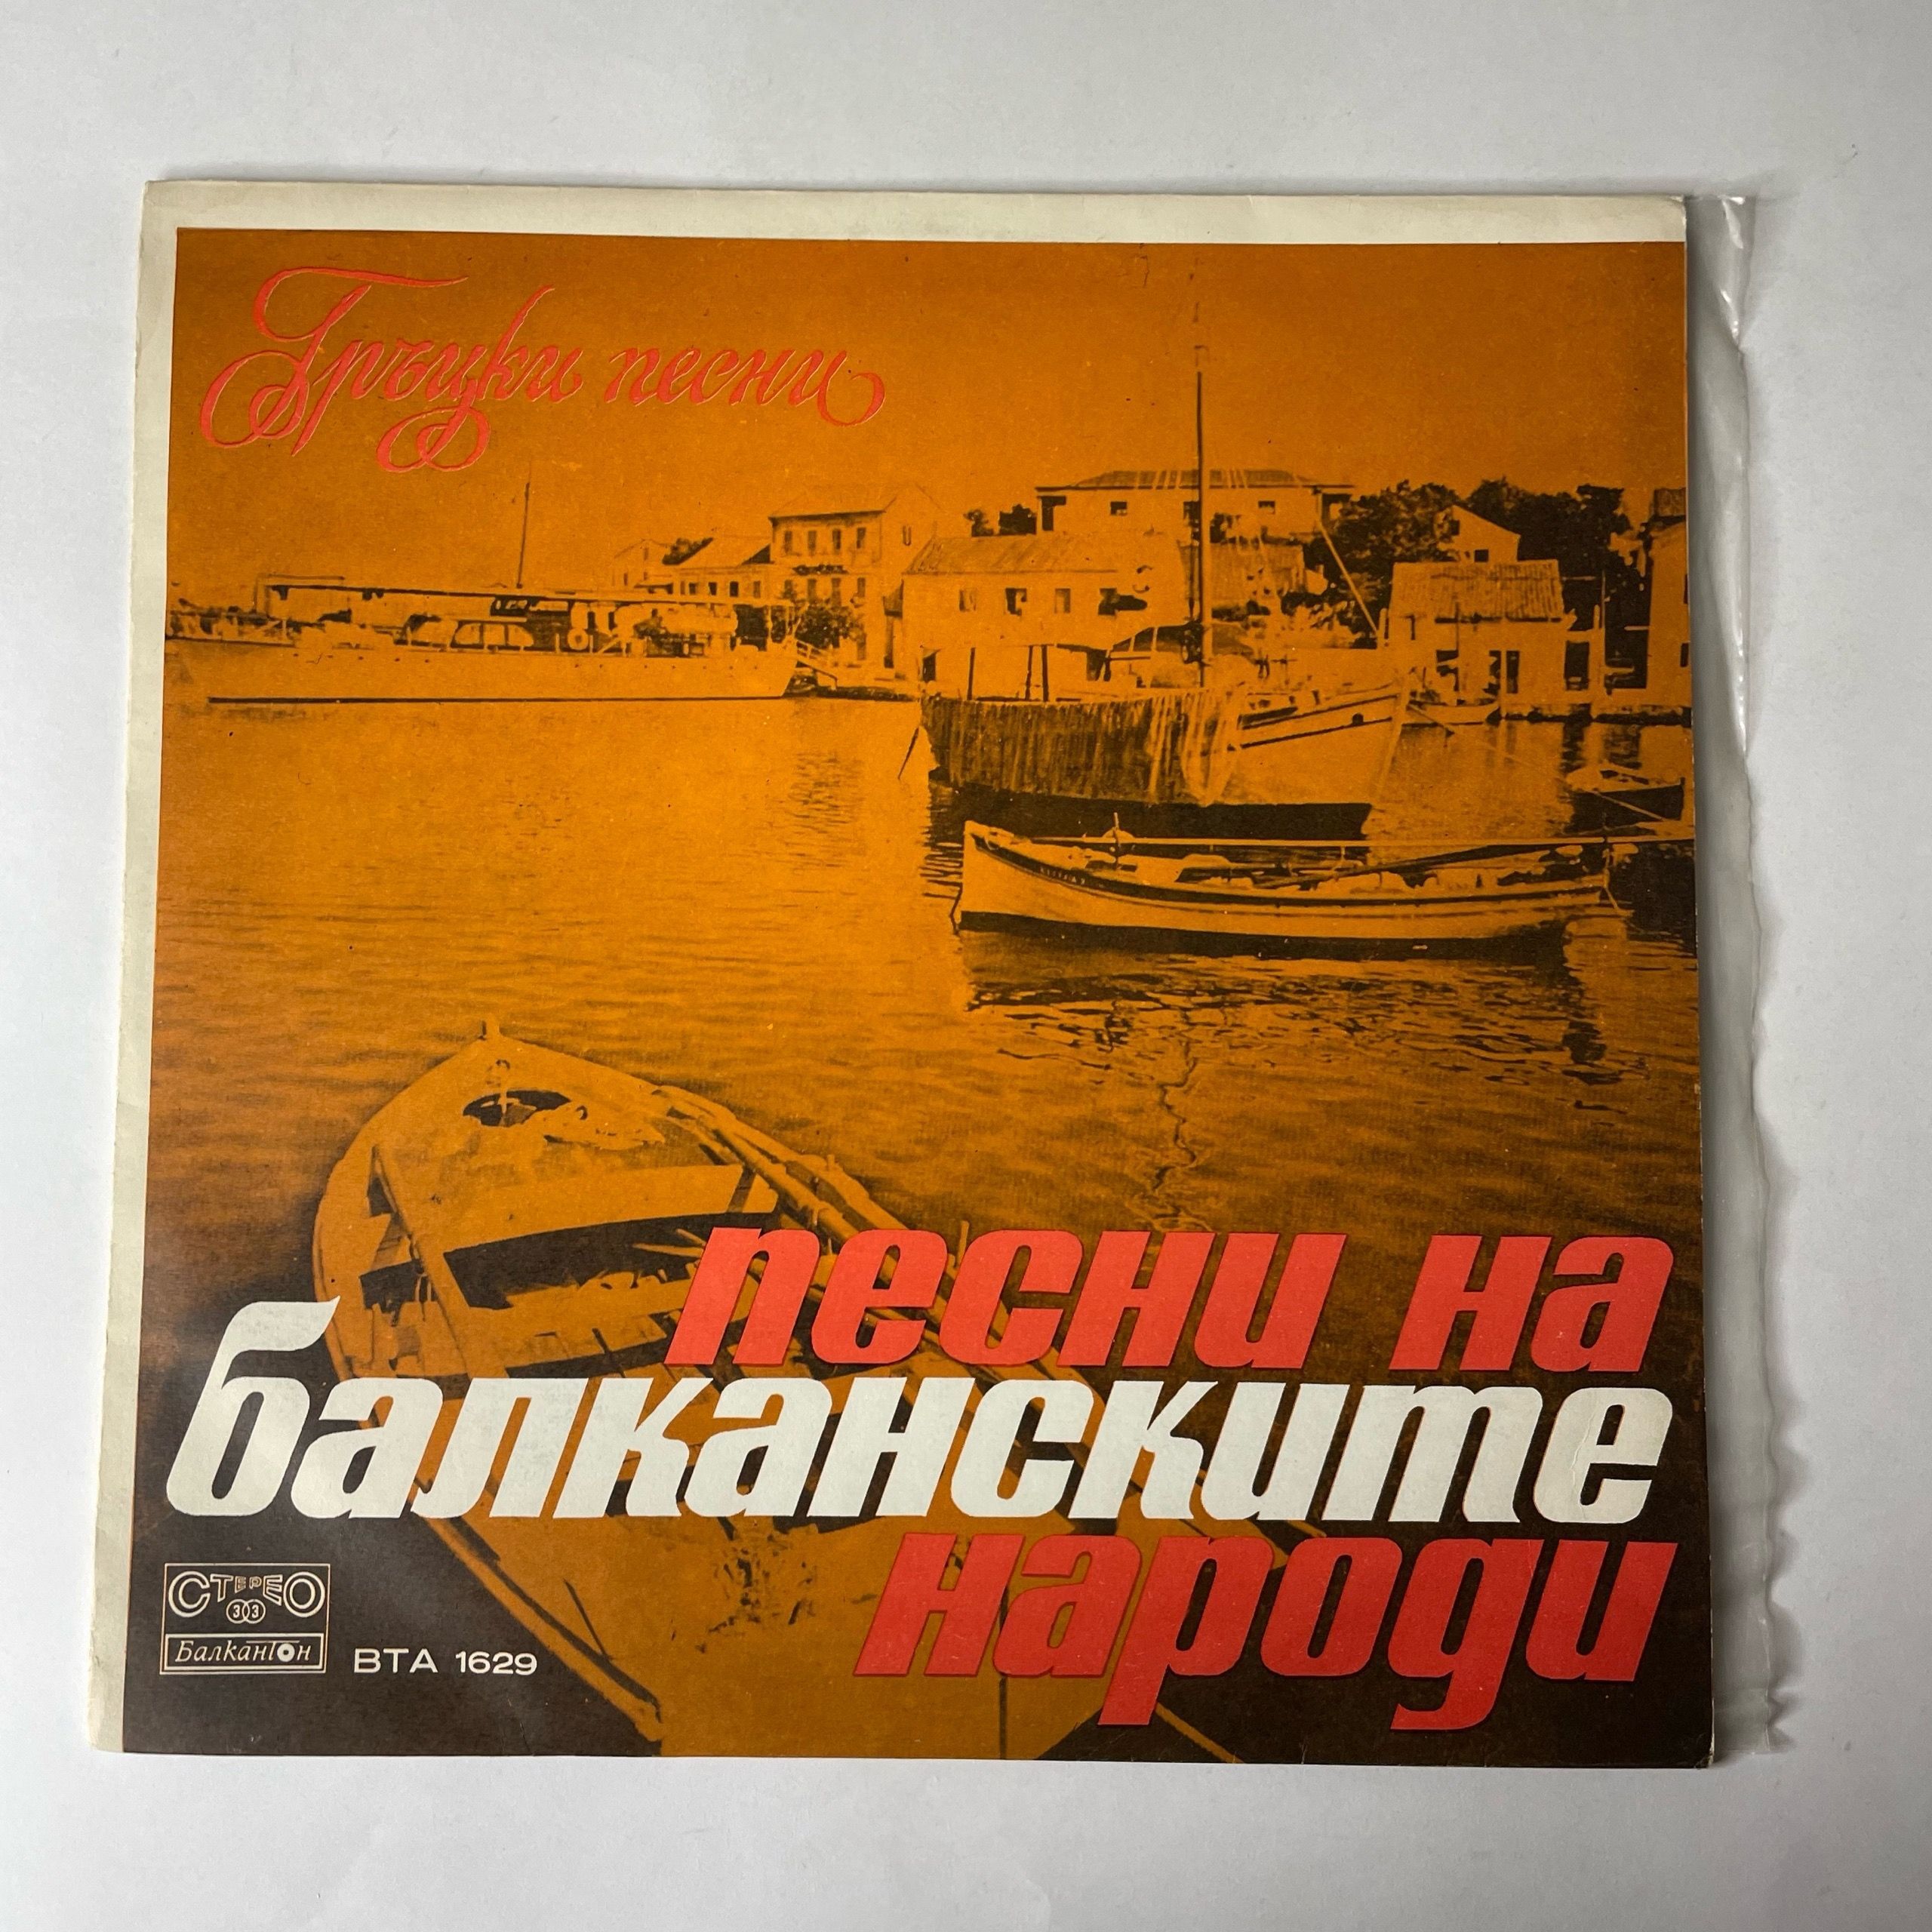 Гръцки песни
песни на
балканските
народи
СТЕРЕО
33
Балкантон
ВТА 1629